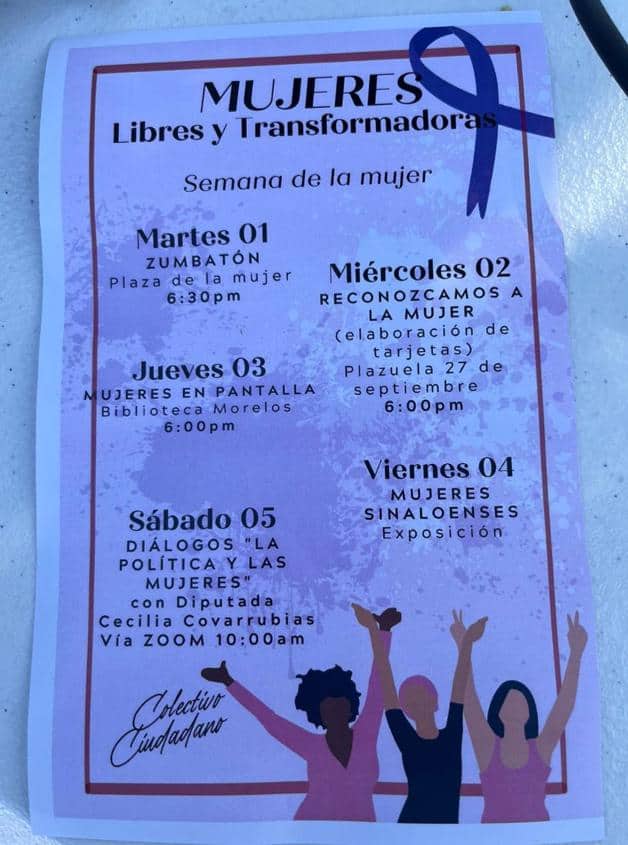 MUJERES
Libres y Transformadoras
Semana de la mujer
Martes 01
ZUMBATÓN
Plaza de la mujer
6:30pm
Miércoles 02
RECONOZCAMOS A
LA MUJER
(elaboración de
tarjetas)
Plazuela 27 de
septiembre
6:00pm
Jueves 03
MUJERES EN PANTALLA
Biblioteca Morelos
6:00pm
Viernes 04
MUJERES
SINALOENSES
Exposición
Sábado 05
DIÁLOGOS "LA
POLÍTICA Y LAS
MUJERES"
con Diputada
Cecilia Covarrubias
Vía ZOOM 10:00am
Colectivo
Ciudadano